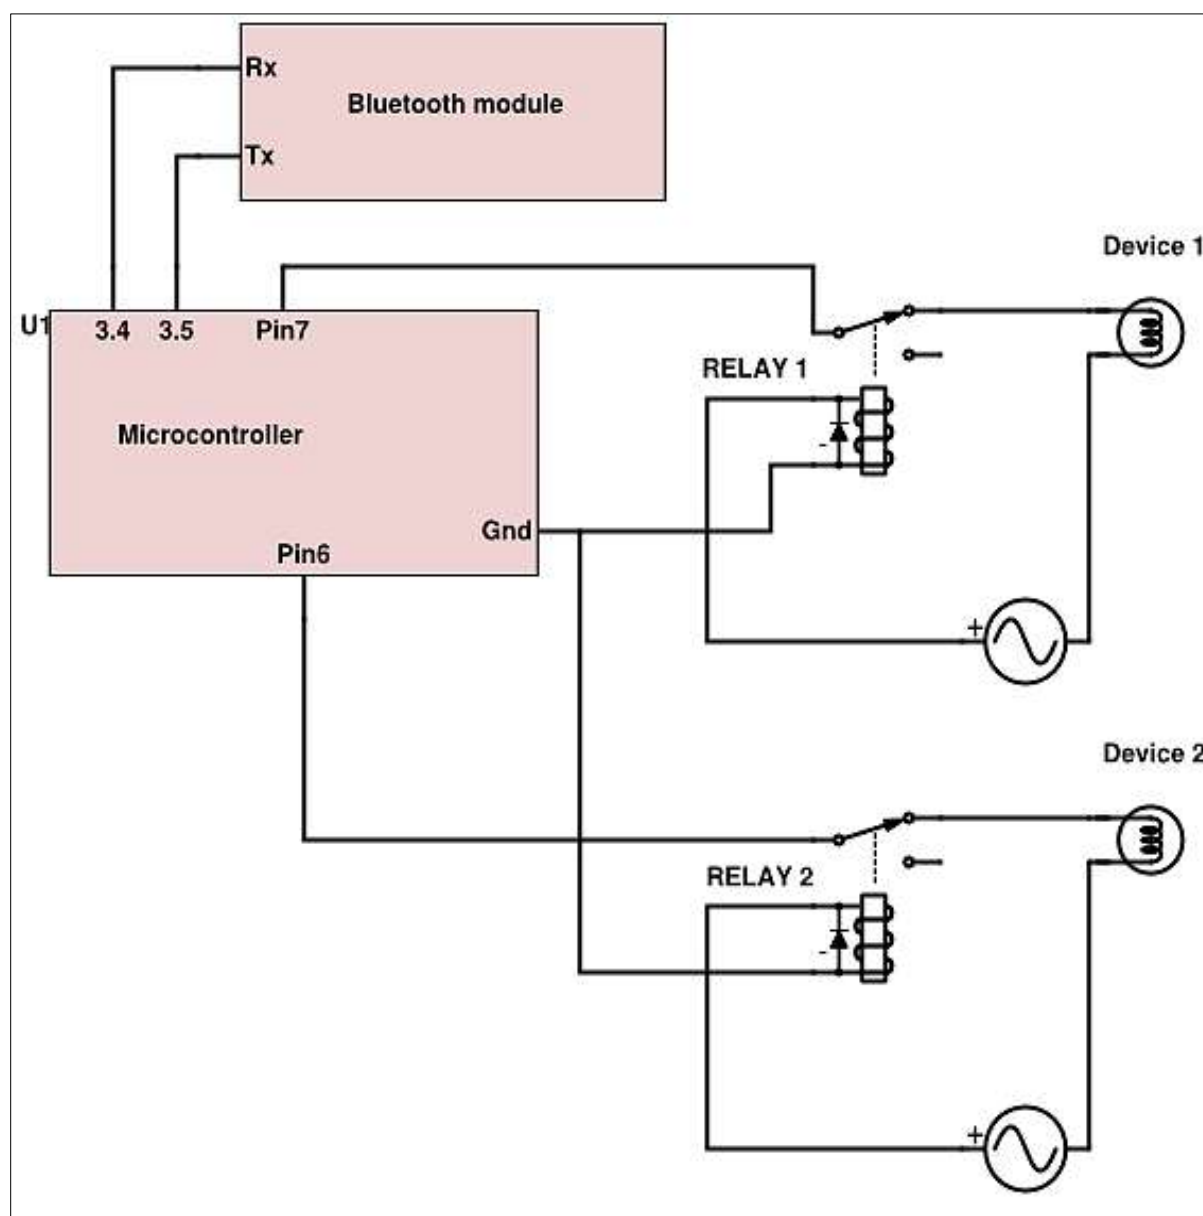 Rx
Bluetooth module
Tx
Device 1
U1
3.4 3.5 Pin7
RELAY 1
Microcontroller
-
Gnd
Pin6
+
Device 2
RELAY 2
-
+